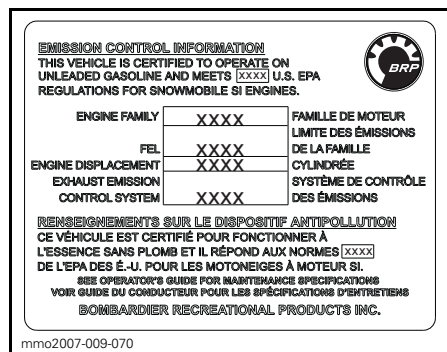 EMISSION CONTROL INFORMATION
THIS VEHICLE IS CERTIFIED TO OPERATE ON
UNLEADED GASOLINE AND MEETS XXXX U.S. EPA
REGULATIONS FOR SNOWMOBILE SI ENGINES.
BRP
ENGINE FAMILY XXXX FAMILLE DE MOTEUR
LIMITE DES ÉMISSIONS
FEL XXXX DE LA FAMILLE
ENGINE DISPLACEMENT XXXX CYLINDRÉE
EXHAUST EMISSION SYSTÈME DE CONTRÔLE
CONTROL SYSTEM XXXX DES ÉMISSIONS
RENSEIGNEMENTS SUR LE DISPOSITIF ANTIPOLLUTION
CE VÉHICULE EST CERTIFIÉ POUR FONCTIONNER À
L'ESSENCE SANS PLOMB ET IL RÉPOND AUX NORMES XXXX
DE L'EPA DES É.-U. POUR LES MOTONEIGES À MOTEUR SI.
SEE OPERATOR'S GUIDE FOR MAINTENANCE SPECIFICATIONS
VOIR GUIDE DU CONDUCTEUR POUR LES SPÉCIFICATIONS D'ENTRETIENS
BOMBARDIER RECREATIONAL PRODUCTS INC.
mmo2007-009-070